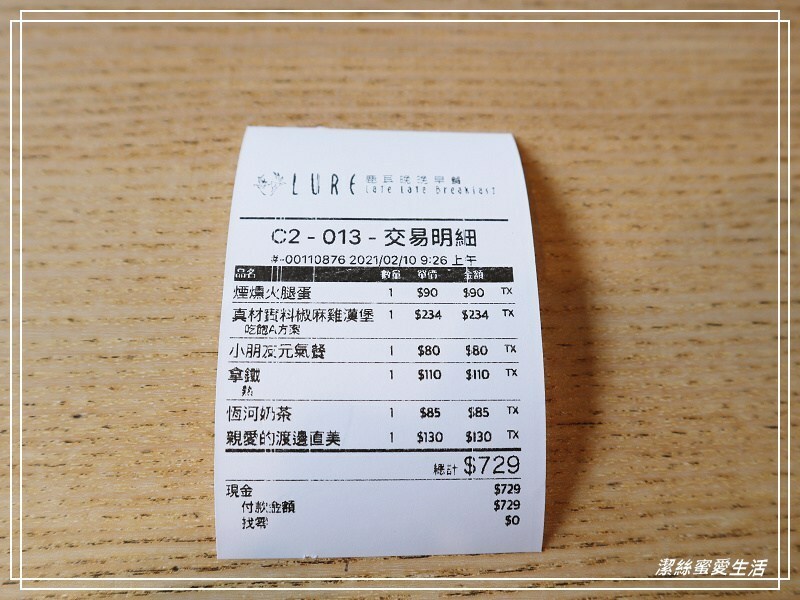 LURE 鹿早晚晚早餐
Late Late Breakfast
C2 - 013 - 交易明細
#-00110876 2021/02/10 9:26 上午
品名 數量 單價 金額
煙燻火腿蛋 1 $90 $90 TX
真材實料椒麻雞漢堡 1 $234 $234 TX
吃飽A方案
小朋友元氣餐 1 $80 $80 TX
拿鐵 1 $110 $110 TX
熱
恆河奶茶 1 $85 $85 TX
親愛的渡邊直美 1 $130 $130 TX
總計 $729
現金 $729
付款金額 $729
找零 $0
潔絲蜜愛生活